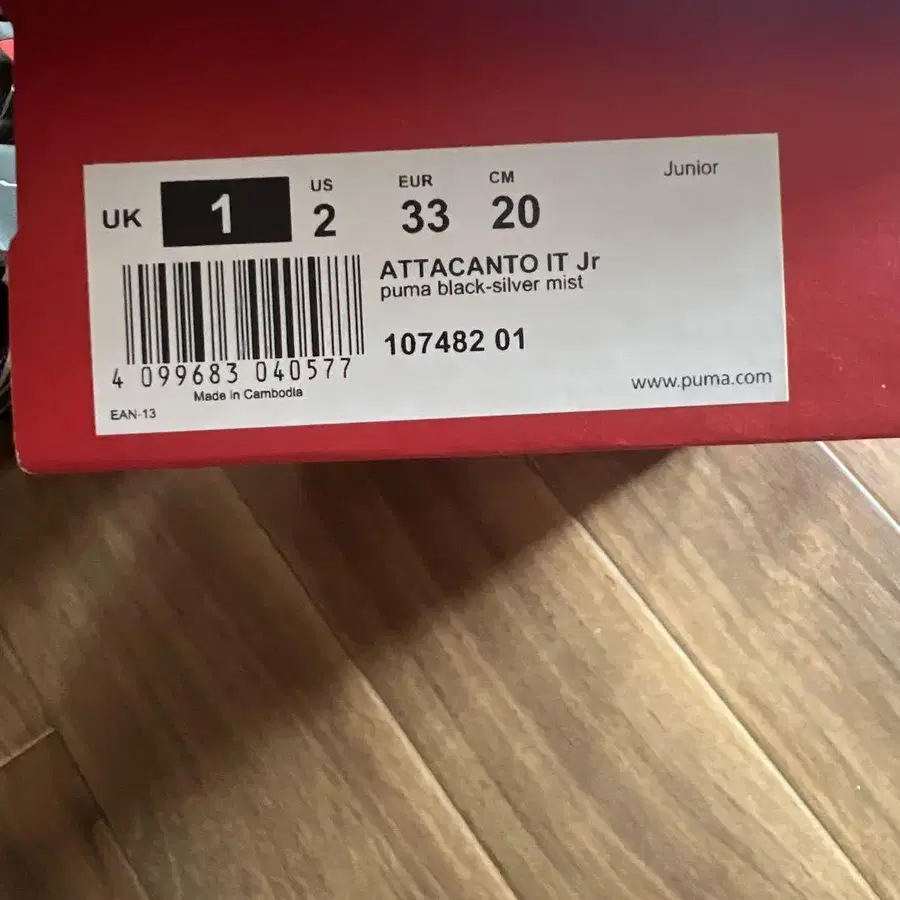 Junior
UK 1 US 2 EUR 33 CM 20
ATTACANTO IT Jr
puma black-silver mist
107482 01
4 099683 040577
Made in Cambodia
EAN-13
www.puma.com